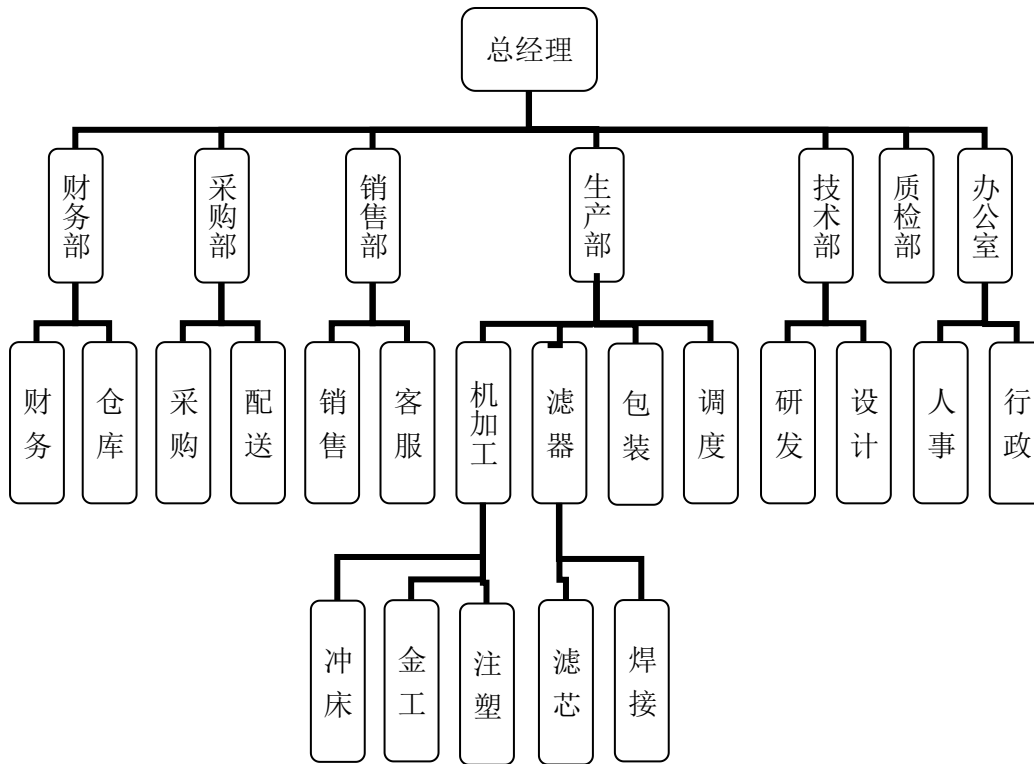 总经理
财务部
采购部
销售部
生产部
技术部
质检部
办公室
财务
仓库
采购
配送
销售
客服
机加工
滤器
包装
调度
研发
设计
人事
行政
冲床
金工
注塑
滤芯
焊接